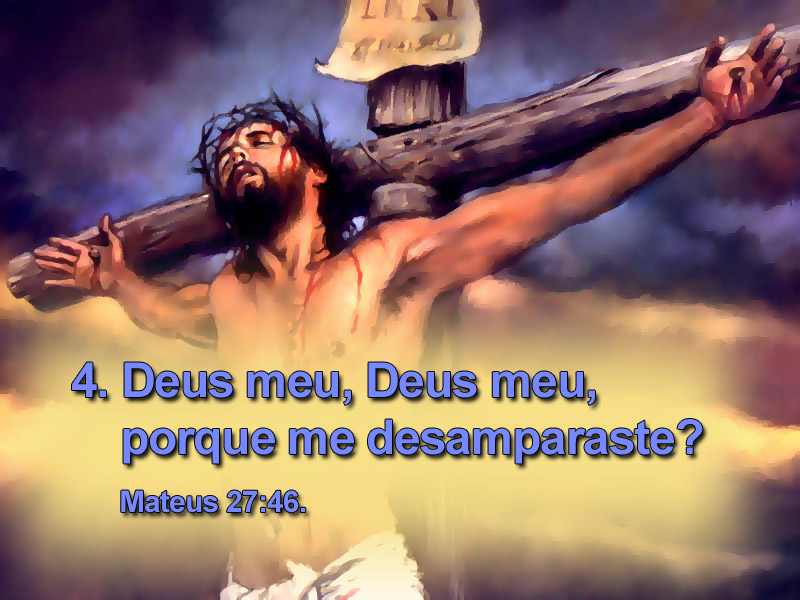 4. Deus meu, Deus meu,
porque me desamparaste?
Mateus 27:46.